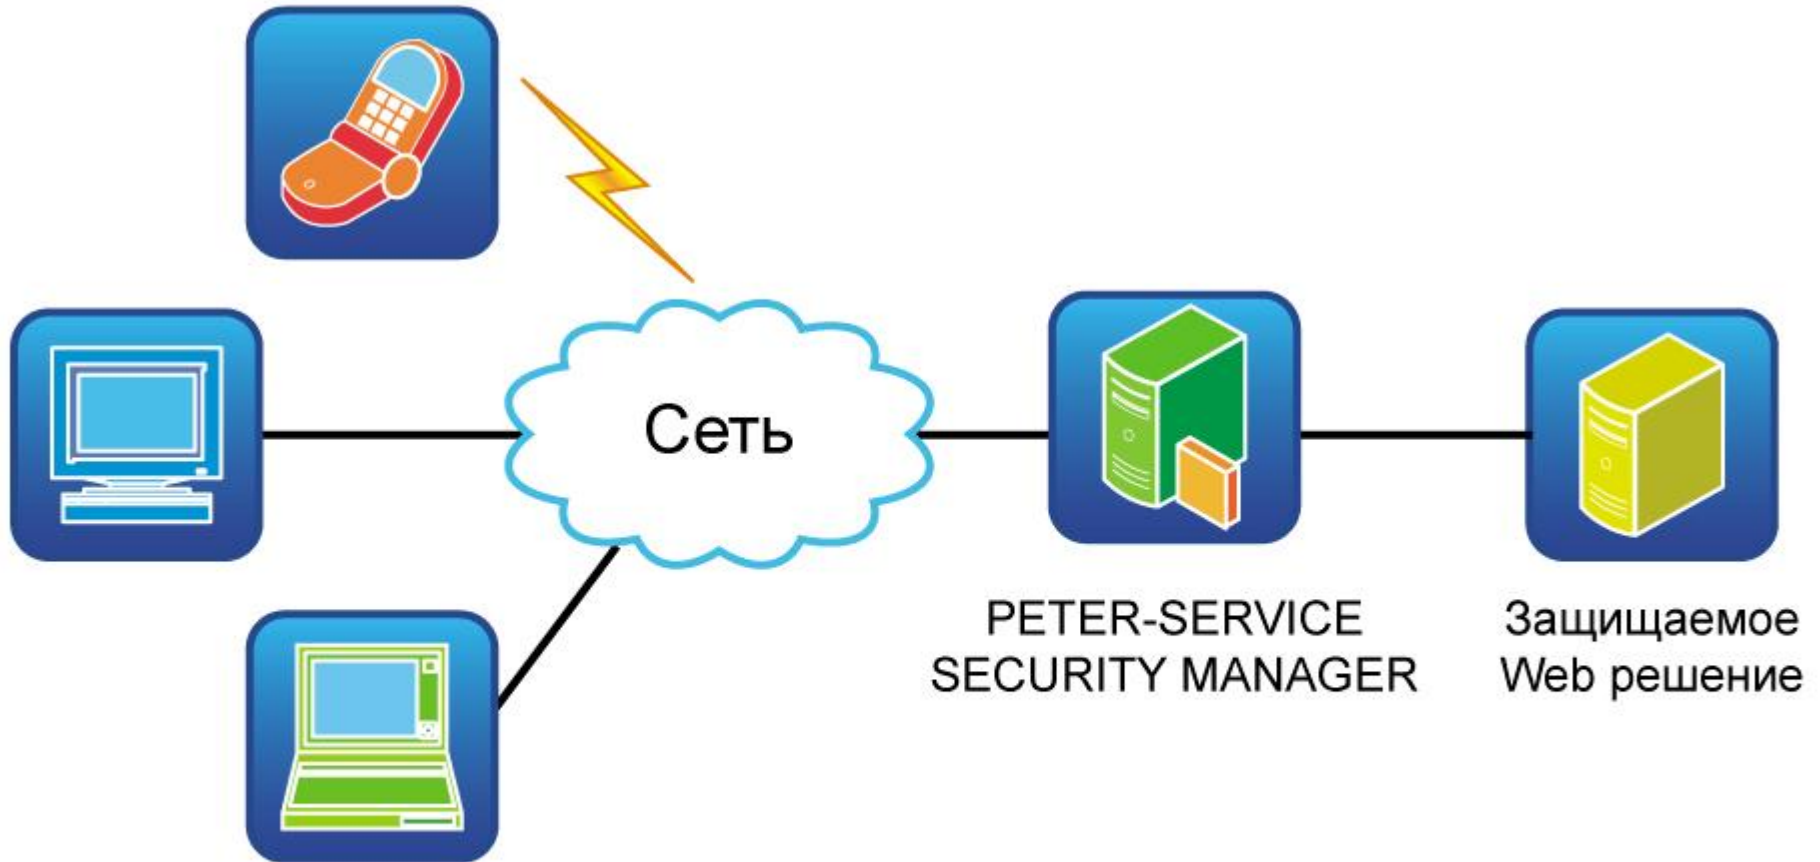 Сеть
PETER-SERVICE
SECURITY MANAGER
Защищаемое
Web решение